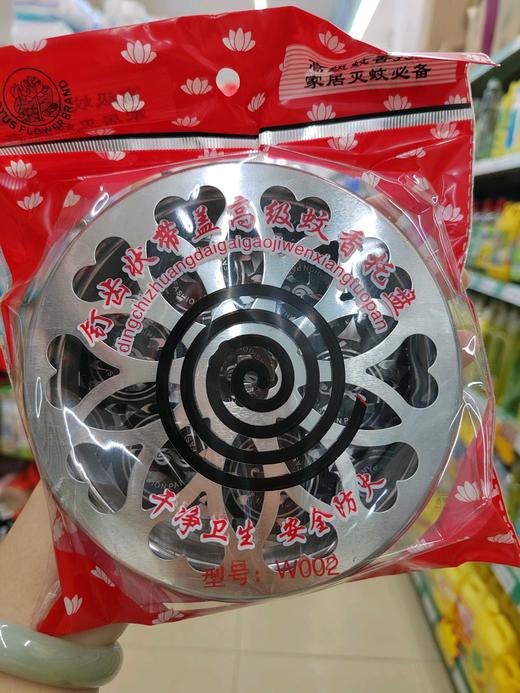 LOTUS FLOWER BRAND
高级蚊香
家居灭蚊必备
钉齿状带盖高级蚊香托盘
dingchizhuangdaigaigaojiwenxiangtuopan
干净卫生 安全防火
型号：W002